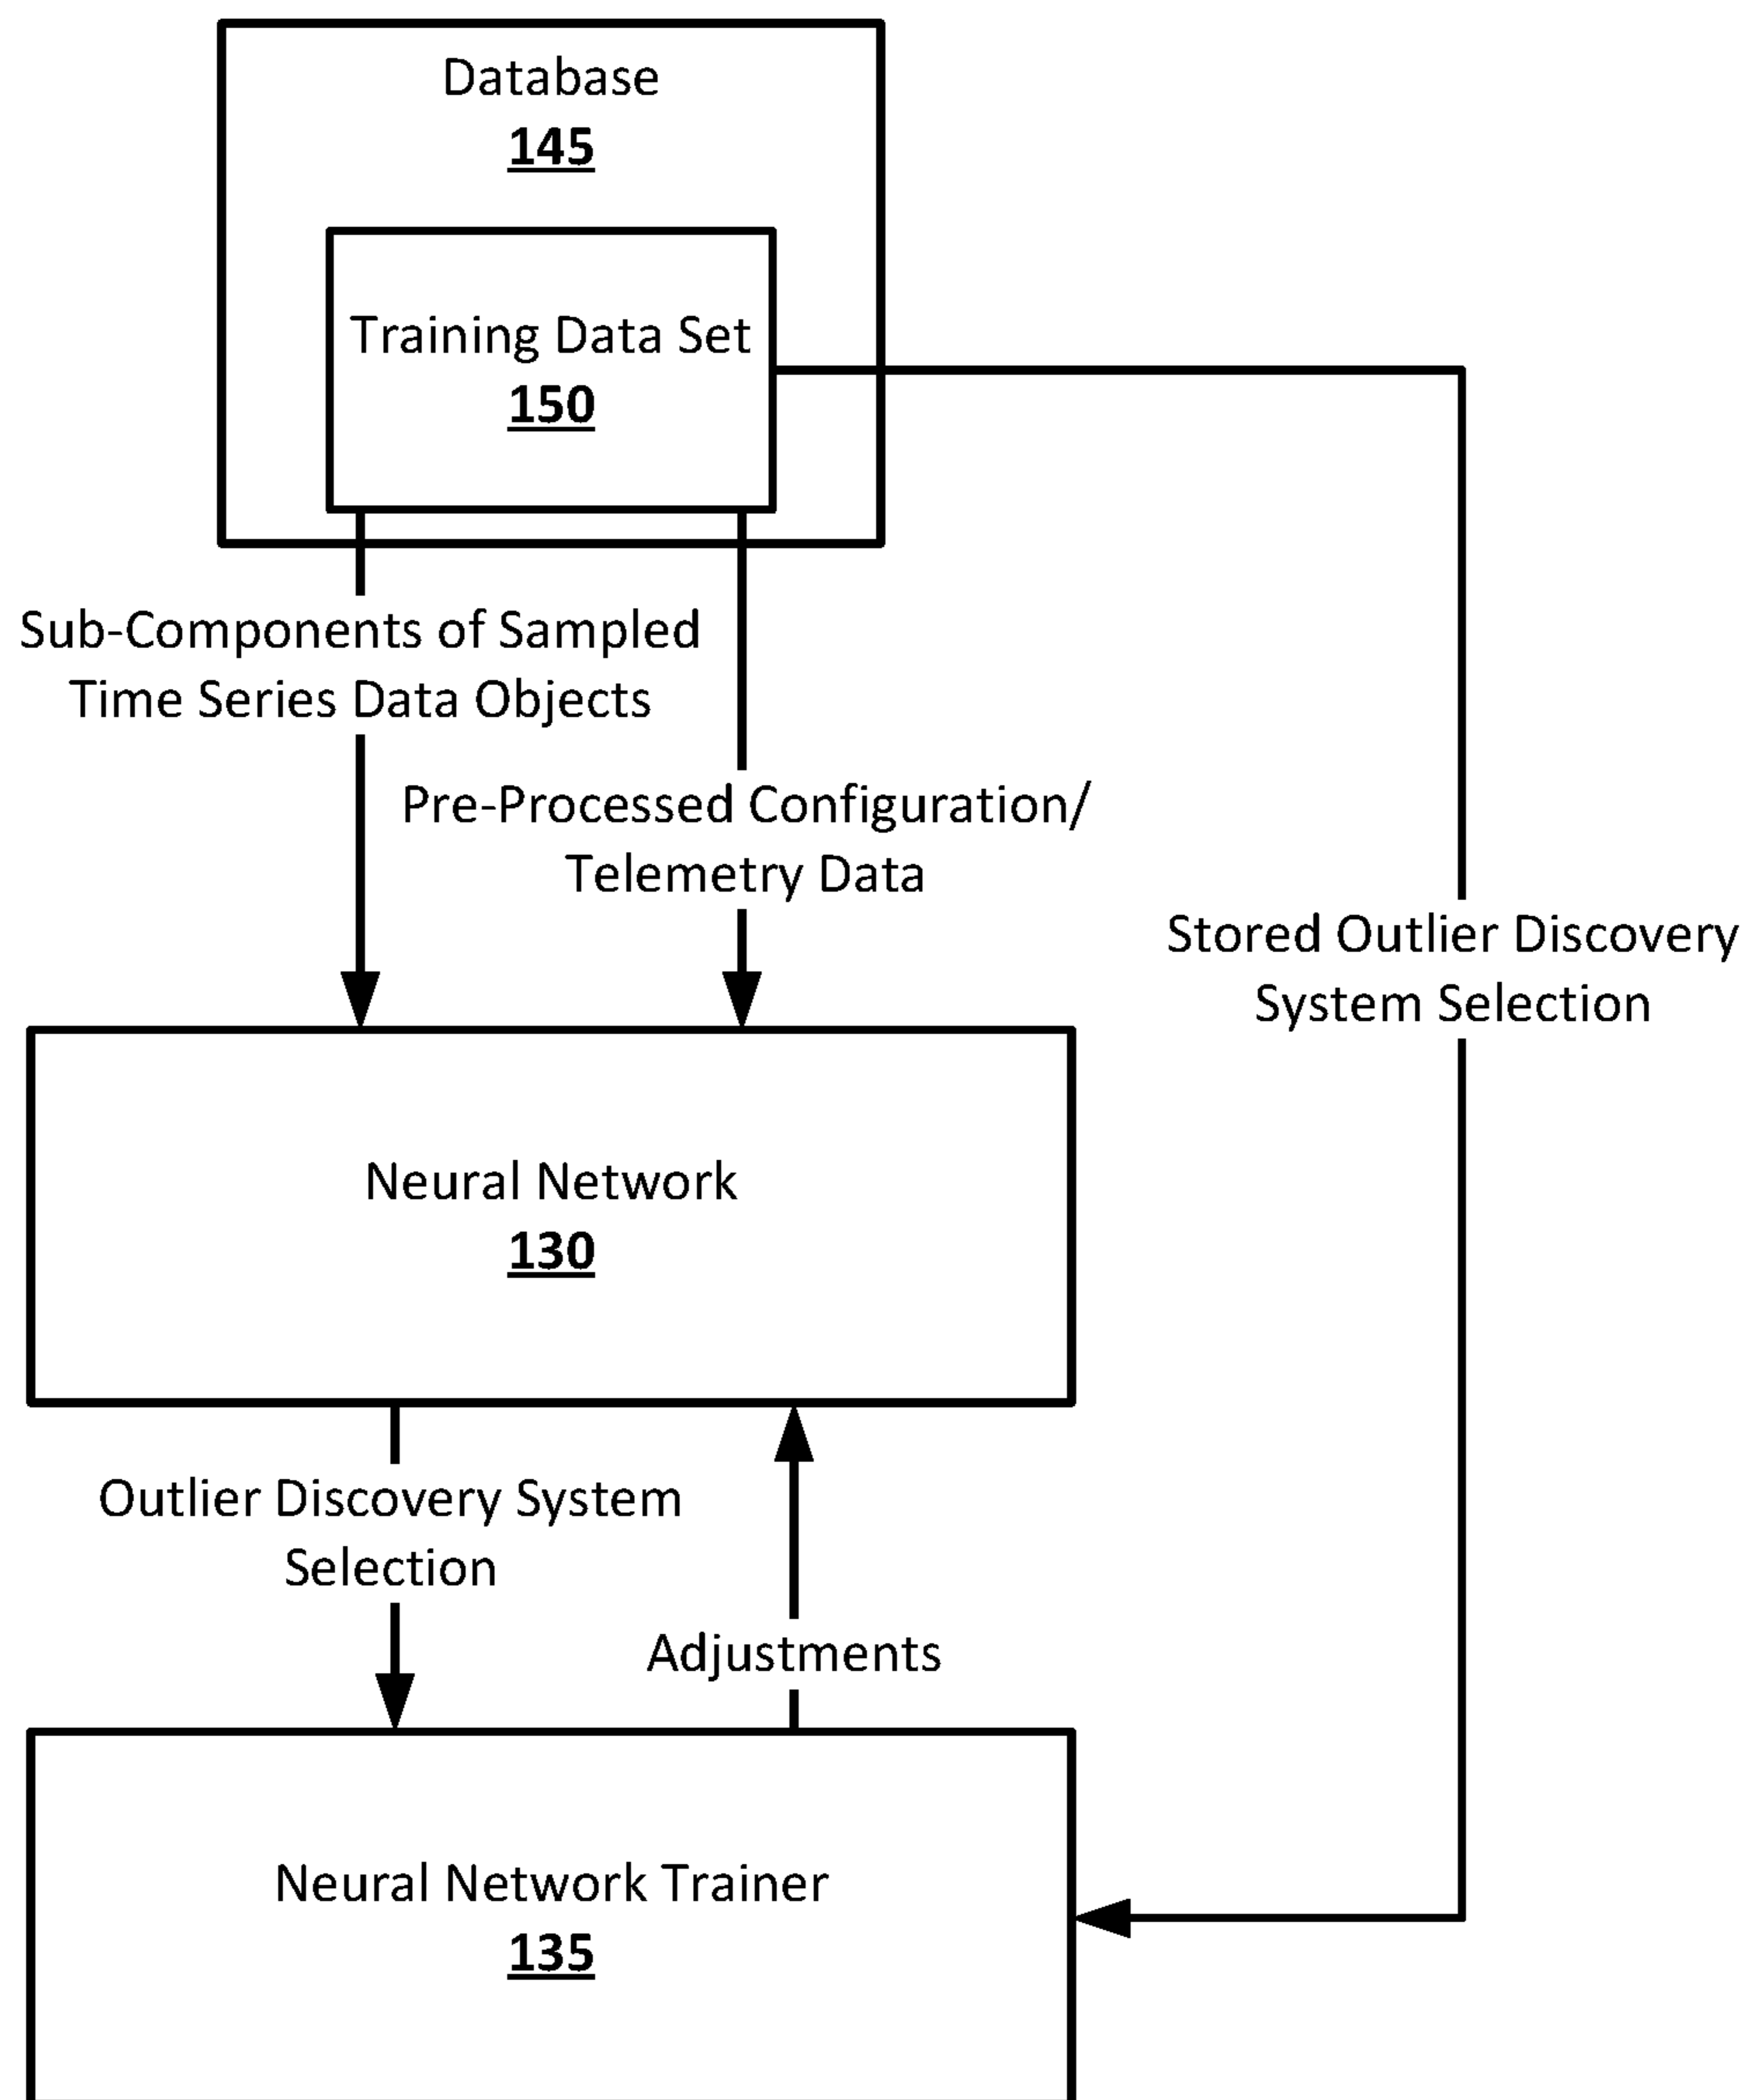 Database
145
Training Data Set
150
Sub-Components of Sampled
Time Series Data Objects
Pre-Processed Configuration/
Telemetry Data
Stored Outlier Discovery
System Selection
Neural Network
130
Outlier Discovery System
Selection
Adjustments
Neural Network Trainer
135